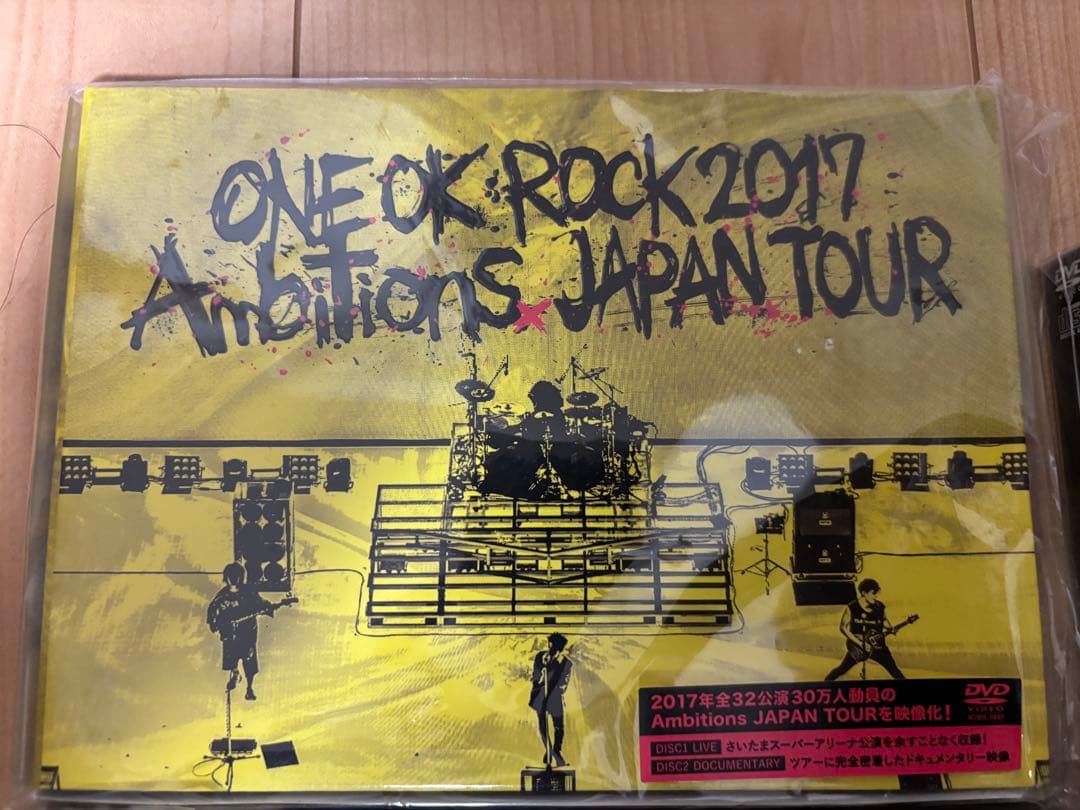 ONE OK ROCK 2017
Ambitions x JAPAN TOUR
2017年全32公演30万人動員の
Ambitions JAPAN TOURを映像化!
DVD
VIDEO
DISC1 LIVE さいたまスーパーアリーナ公演を余すことなく収録!
DISC2 DOCUMENTARY ツアーに完全密着したドキュメンタリー映像
DVD